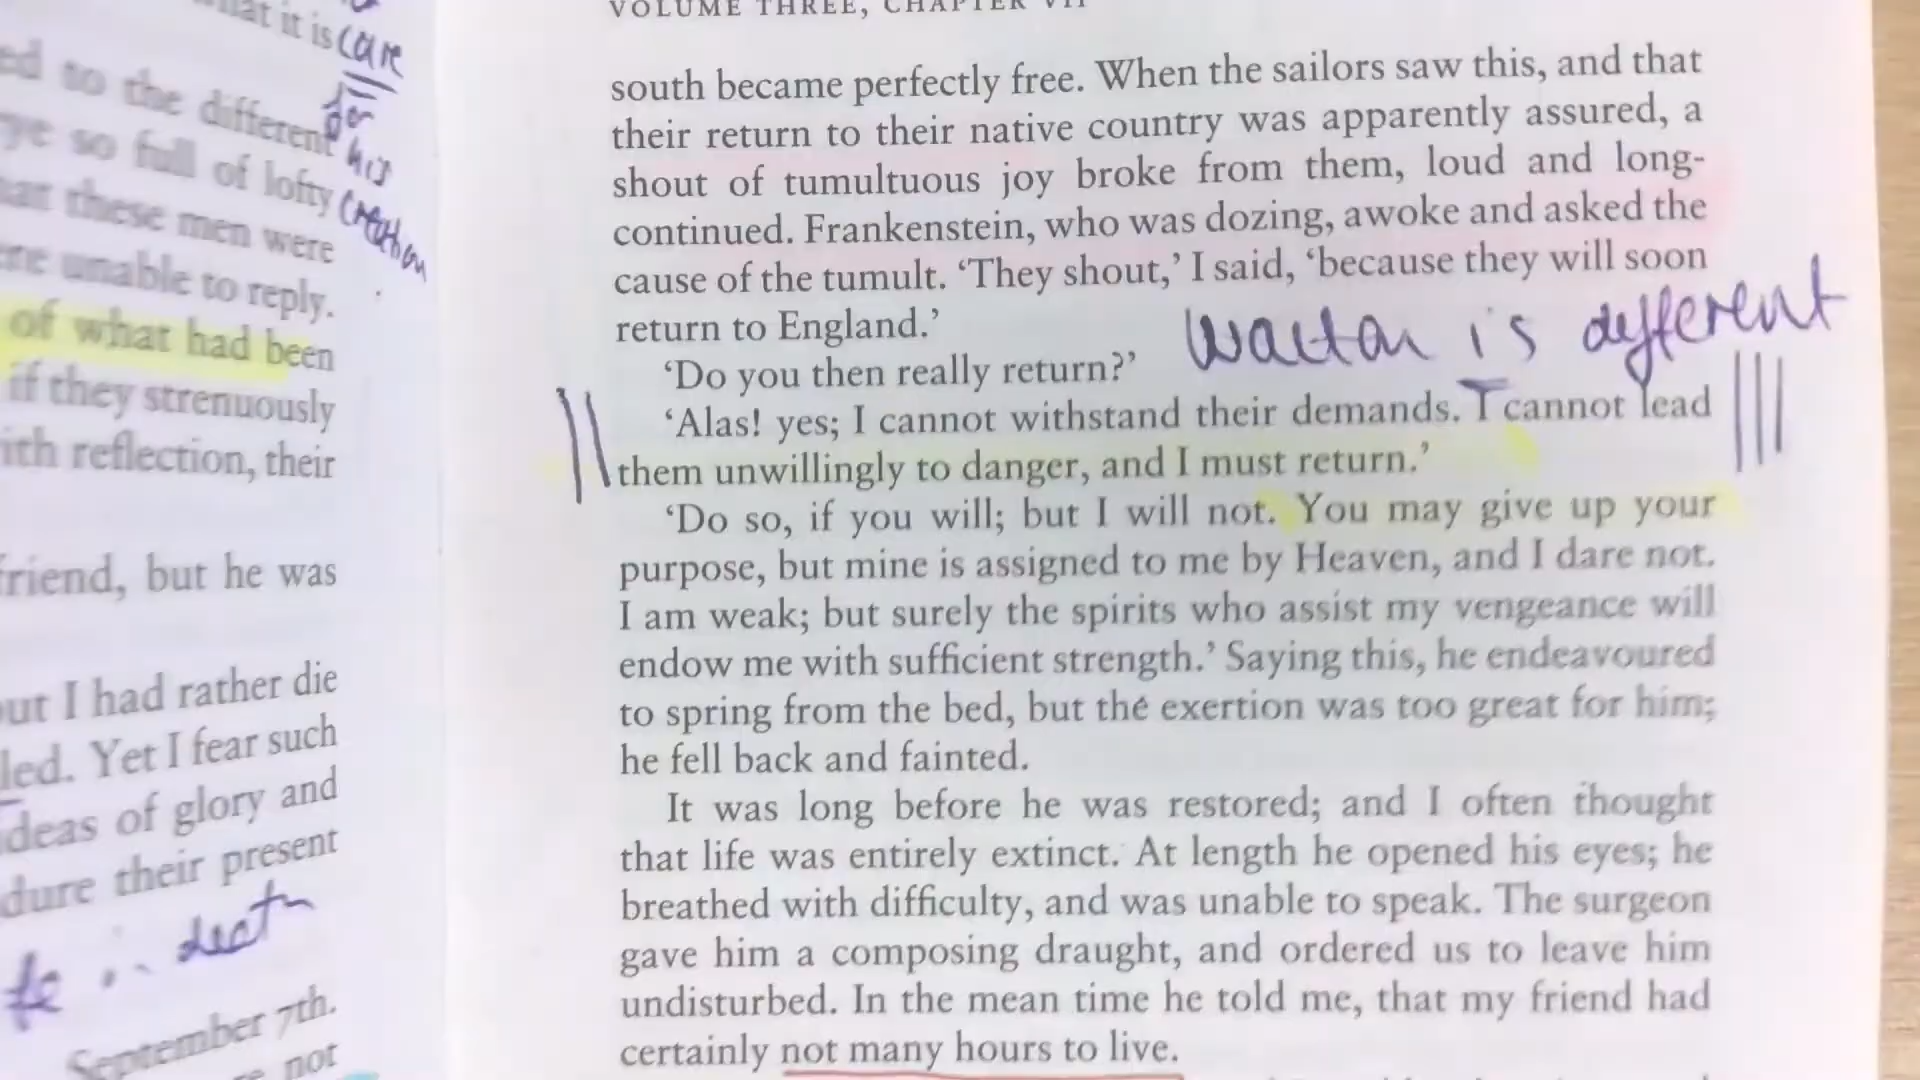 hat it is care
for
his
creation
ed to the different
ye so full of lofty
hat these men were
ere unable to reply.
of what had been
if they strenuously
ith reflection, their
friend, but he was
but I had rather die
led. Yet I fear such
ideas of glory and
dure their present
death
September 7th.
not
VOLUME THREE, CHAPTER VII
south became perfectly free. When the sailors saw this, and that
their return to their native country was apparently assured, a
shout of tumultuous joy broke from them, loud and long-
continued. Frankenstein, who was dozing, awoke and asked the
cause of the tumult. ‘They shout,’ I said, ‘because they will soon
return to England.’
Walton is different
‘Do you then really return?’
‘Alas! yes; I cannot withstand their demands. I cannot lead
them unwillingly to danger, and I must return.’
‘Do so, if you will; but I will not. You may give up your
purpose, but mine is assigned to me by Heaven, and I dare not.
I am weak; but surely the spirits who assist my vengeance will
endow me with sufficient strength.’ Saying this, he endeavoured
to spring from the bed, but the exertion was too great for him;
he fell back and fainted.
It was long before he was restored; and I often thought
that life was entirely extinct. At length he opened his eyes; he
breathed with difficulty, and was unable to speak. The surgeon
gave him a composing draught, and ordered us to leave him
undisturbed. In the mean time he told me, that my friend had
certainly not many hours to live.